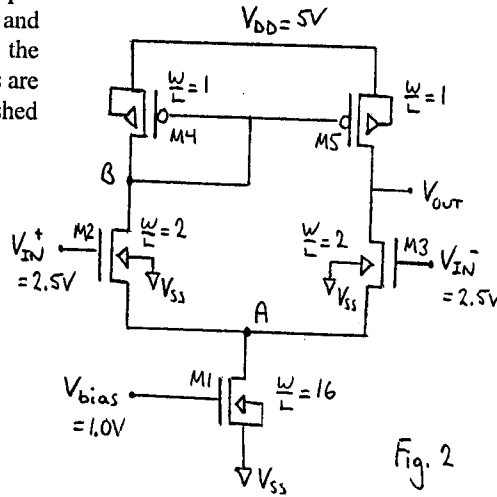 and
the
s are
shed
V_DD = 5V
W/L = 1
M4
M5
W/L = 1
B
V_OUT
M2
W/L = 2
W/L = 2
M3
V_IN^+
= 2.5V
V_SS
V_SS
V_IN^-
= 2.5V
A
M1
W/L = 16
V_bias
= 1.0V
V_SS
Fig. 2